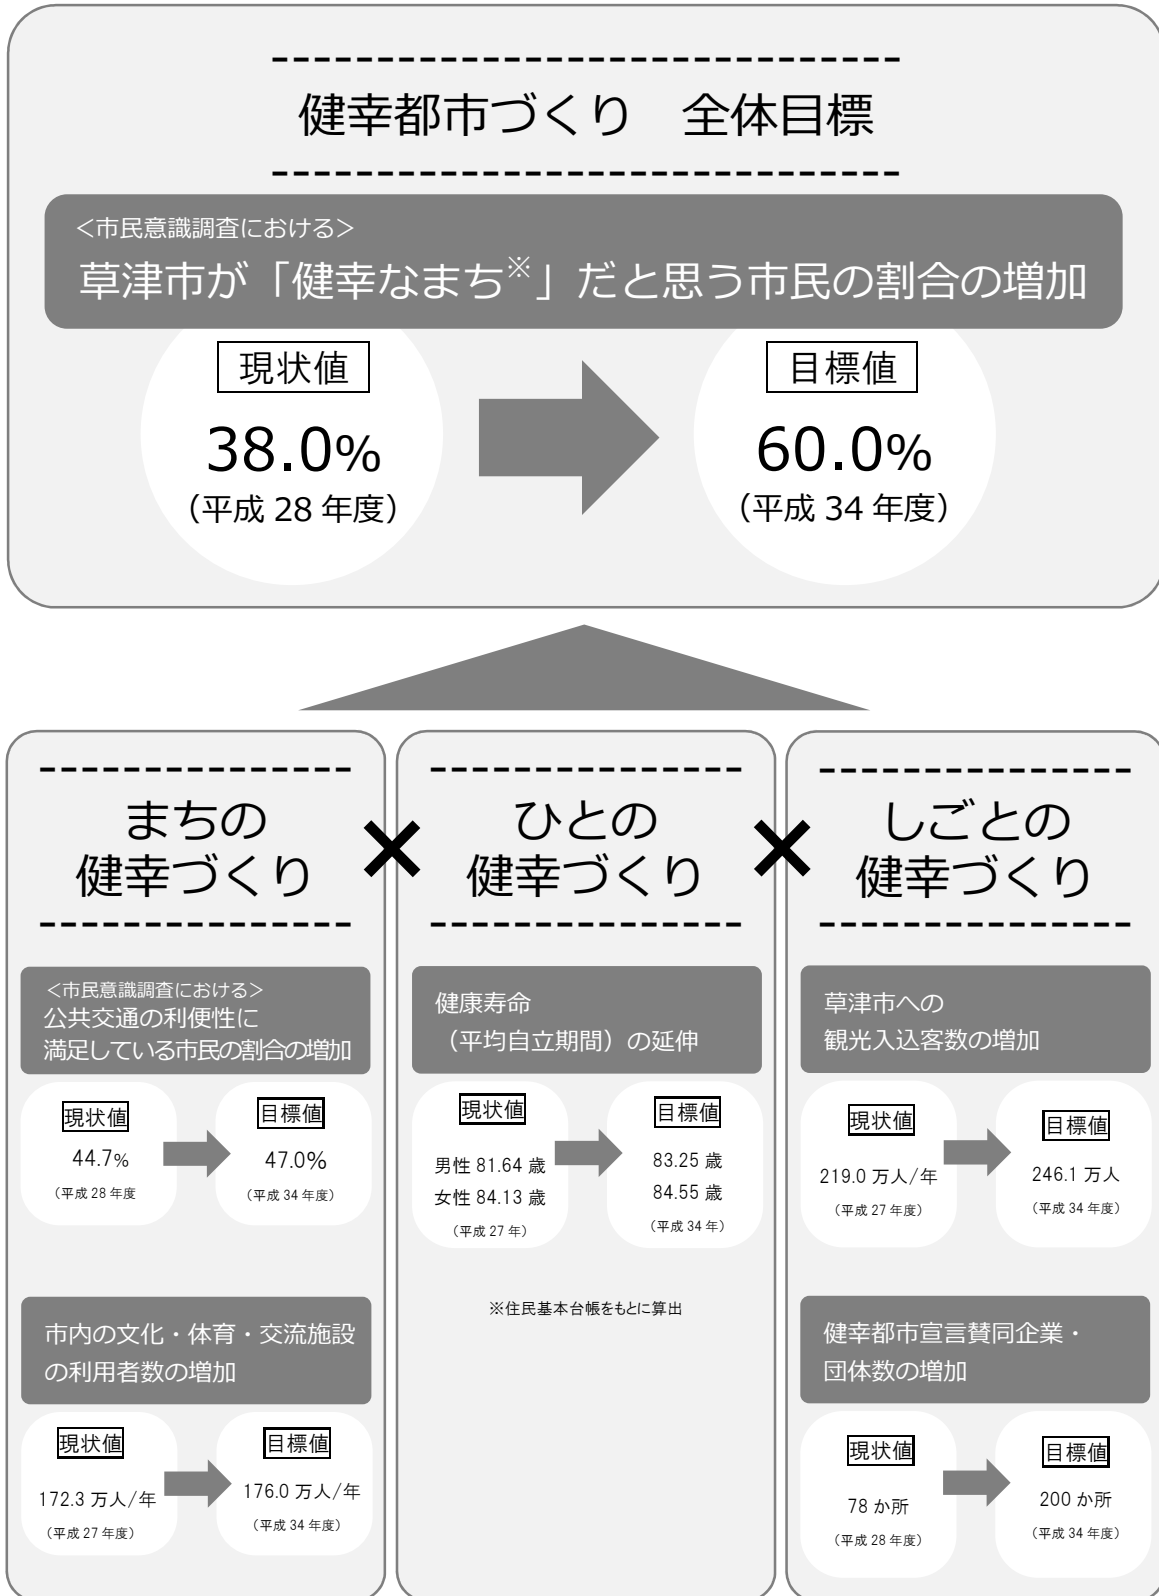 健幸都市づくり　全体目標
＜市民意識調査における＞
草津市が「健幸なまち※」だと思う市民の割合の増加
現状値
38.0%
（平成 28 年度）
目標値
60.0%
（平成 34 年度）
まちの
健幸づくり
×
ひとの
健幸づくり
×
しごとの
健幸づくり
＜市民意識調査における＞
公共交通の利便性に
満足している市民の割合の増加
現状値
44.7%
（平成 28 年度
目標値
47.0%
（平成 34 年度）
市内の文化・体育・交流施設
の利用者数の増加
現状値
172.3 万人/年
（平成 27 年度）
目標値
176.0 万人/年
（平成 34 年度）
健康寿命
（平均自立期間）の延伸
現状値
男性 81.64 歳
女性 84.13 歳
（平成 27 年）
目標値
83.25 歳
84.55 歳
（平成 34 年）
※住民基本台帳をもとに算出
草津市への
観光入込客数の増加
現状値
219.0 万人/年
（平成 27 年度）
目標値
246.1 万人
（平成 34 年度）
健幸都市宣言賛同企業・
団体数の増加
現状値
78 か所
（平成 28 年度）
目標値
200 か所
（平成 34 年度）